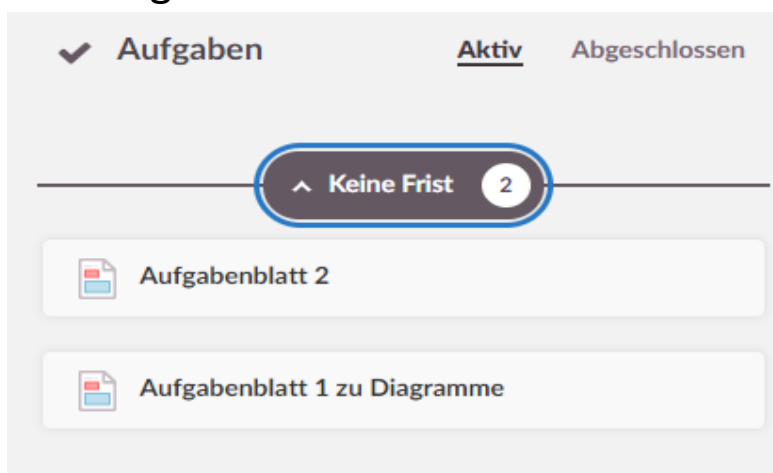 Aufgaben Aktiv Abgeschlossen
Keine Frist 2
Aufgabenblatt 2
Aufgabenblatt 1 zu Diagramme